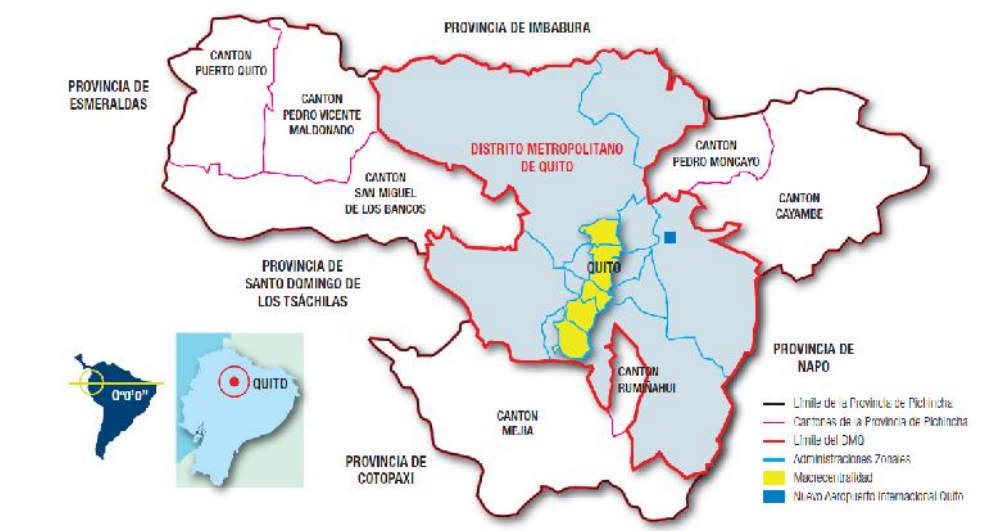 PROVINCIA DE IMBABURA
CANTON
PUERTO QUITO
PROVINCIA DE
ESMERALDAS
CANTON
PEDRO VICENTE
MALDONADO
DISTRITO METROPOLITANO
DE QUITO
CANTON
PEDRO MONCAYO
CANTON
SAN MIGUEL
DE LOS BANCOS
CANTON
CAYAMBE
QUITO
PROVINCIA DE
SANTO DOMINGO DE
LOS TSÁCHILAS
PROVINCIA DE
NAPO
CANTON
RUMIÑAHUI
CANTON
MEJIA
PROVINCIA DE
COTOPAXI
0°0'0"
QUITO
Límite de la Provincia de Pichincha
Cantones de la Provincia de Pichincha
Límite del DMQ
Administraciones Zonales
Macrocentralidad
Nuevo Aeropuerto Internacional Quito